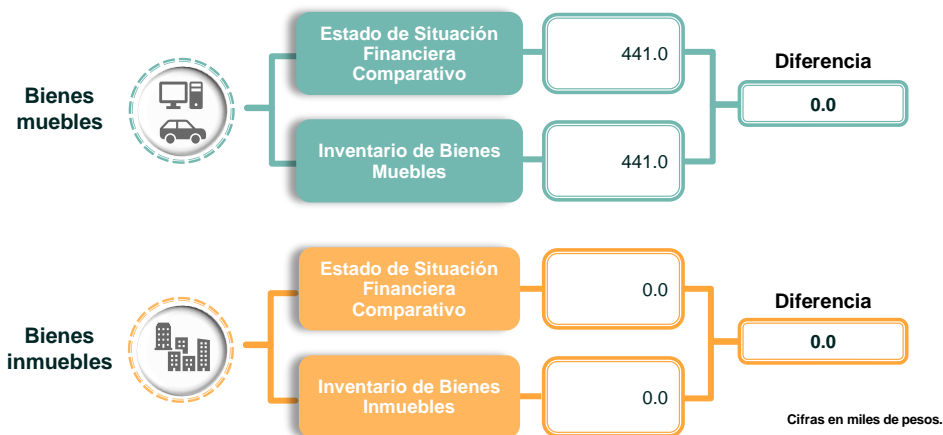 Bienes
muebles
Estado de Situación
Financiera
Comparativo
441.0
Inventario de Bienes
Muebles
441.0
Diferencia
0.0
Bienes
inmuebles
Estado de Situación
Financiera
Comparativo
0.0
Inventario de Bienes
Inmuebles
0.0
Diferencia
0.0
Cifras en miles de pesos.